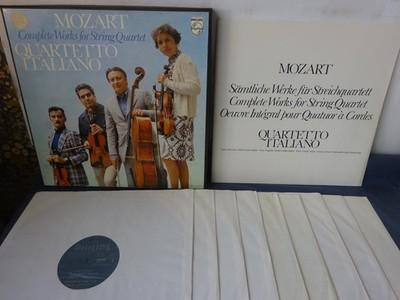 MOZART
Complete Works for String Quartet
QUARTETTO
ITALIANO
PHILIPS
MOZART
Sämtliche Werke für Streichquartett
Complete Works for String Quartet
Oeuvre Intégral pour Quatuor à Cordes
QUARTETTO
ITALIANO